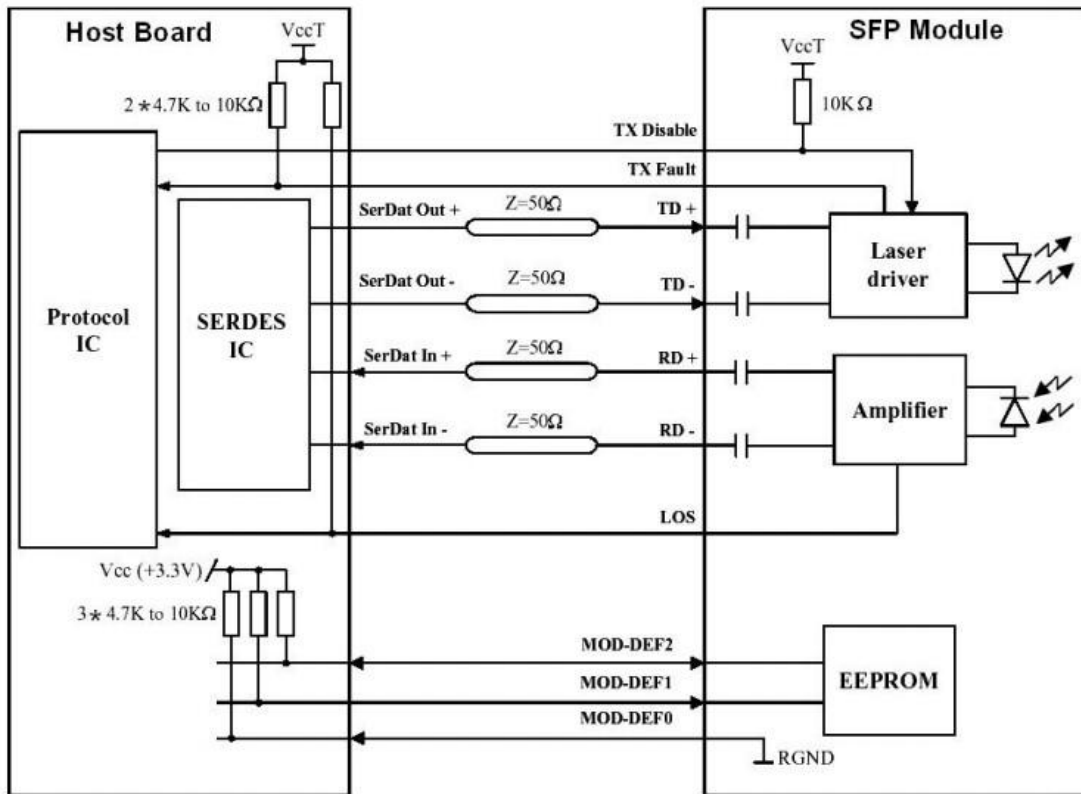 Host Board
SFP Module
VccT
VccT
2*4.7K to 10KΩ
10KΩ
TX Disable
TX Fault
SerDat Out +
Z=50Ω
TD +
SerDat Out -
Z=50Ω
TD -
Laser
driver
Protocol
IC
SERDES
IC
SerDat In +
Z=50Ω
RD +
SerDat In -
Z=50Ω
RD -
Amplifier
LOS
Vcc (+3.3V)
3*4.7K to 10KΩ
MOD-DEF2
MOD-DEF1
MOD-DEF0
EEPROM
RGND